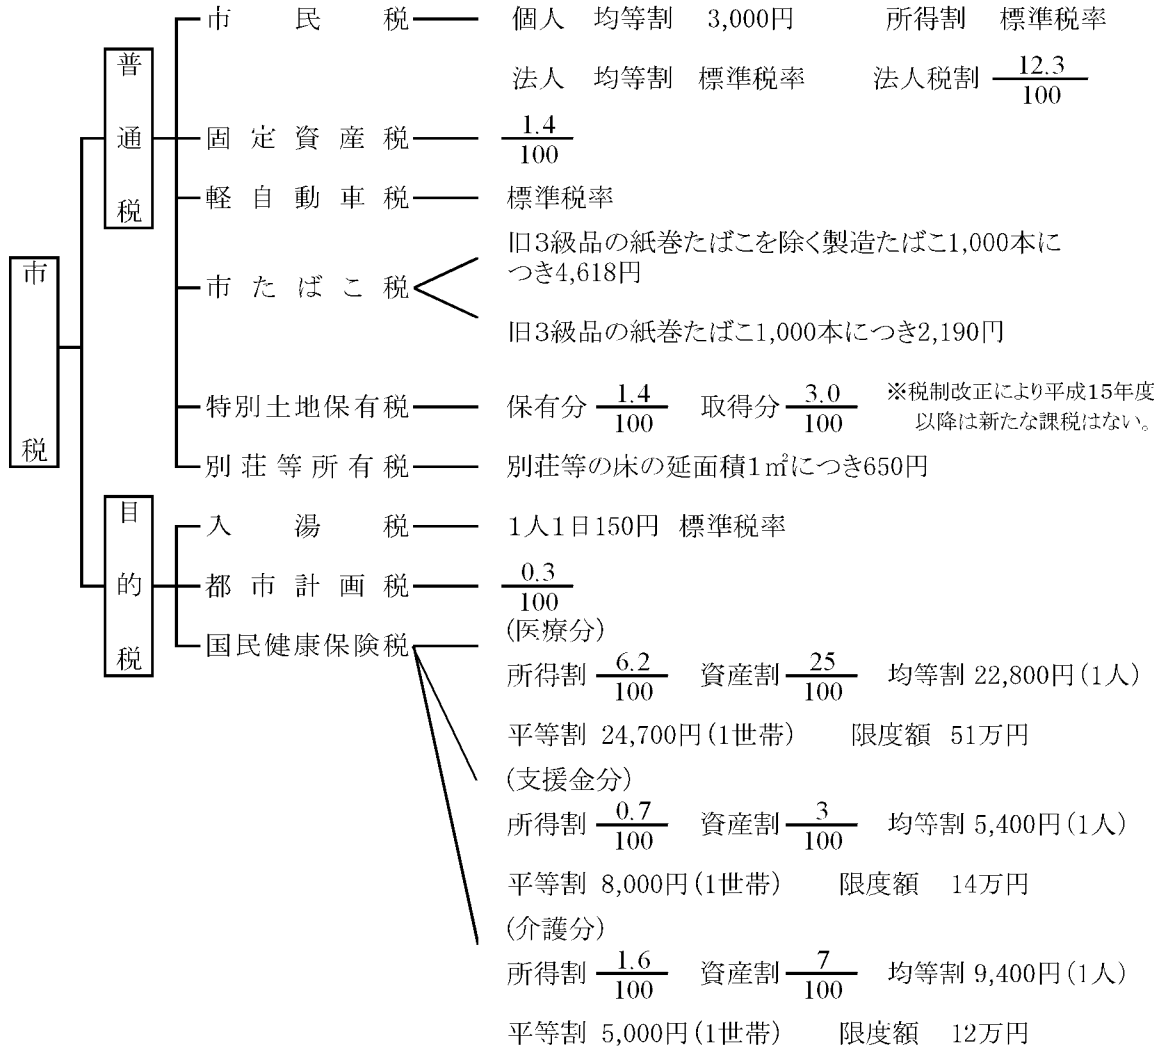 市税
普通税
市民税 個人 均等割 3,000円 所得割 標準税率
法人 均等割 標準税率 法人税割 12.3/100
固定資産税 1.4/100
軽自動車税 標準税率
市たばこ税 旧3級品の紙巻たばこを除く製造たばこ1,000本に
つき4,618円
旧3級品の紙巻たばこ1,000本につき2,190円
特別土地保有税 保有分 1.4/100 取得分 3.0/100 ※税制改正により平成15年度
以降は新たな課税はない。
別荘等所有税 別荘等の床の延面積1㎡につき650円
目的税
入湯税 1人1日150円 標準税率
都市計画税 0.3/100
国民健康保険税 (医療分)
所得割 6.2/100 資産割 25/100 均等割 22,800円(1人)
平等割 24,700円(1世帯) 限度額 51万円
(支援金分)
所得割 0.7/100 資産割 3/100 均等割 5,400円(1人)
平等割 8,000円(1世帯) 限度額 14万円
(介護分)
所得割 1.6/100 資産割 7/100 均等割 9,400円(1人)
平等割 5,000円(1世帯) 限度額 12万円